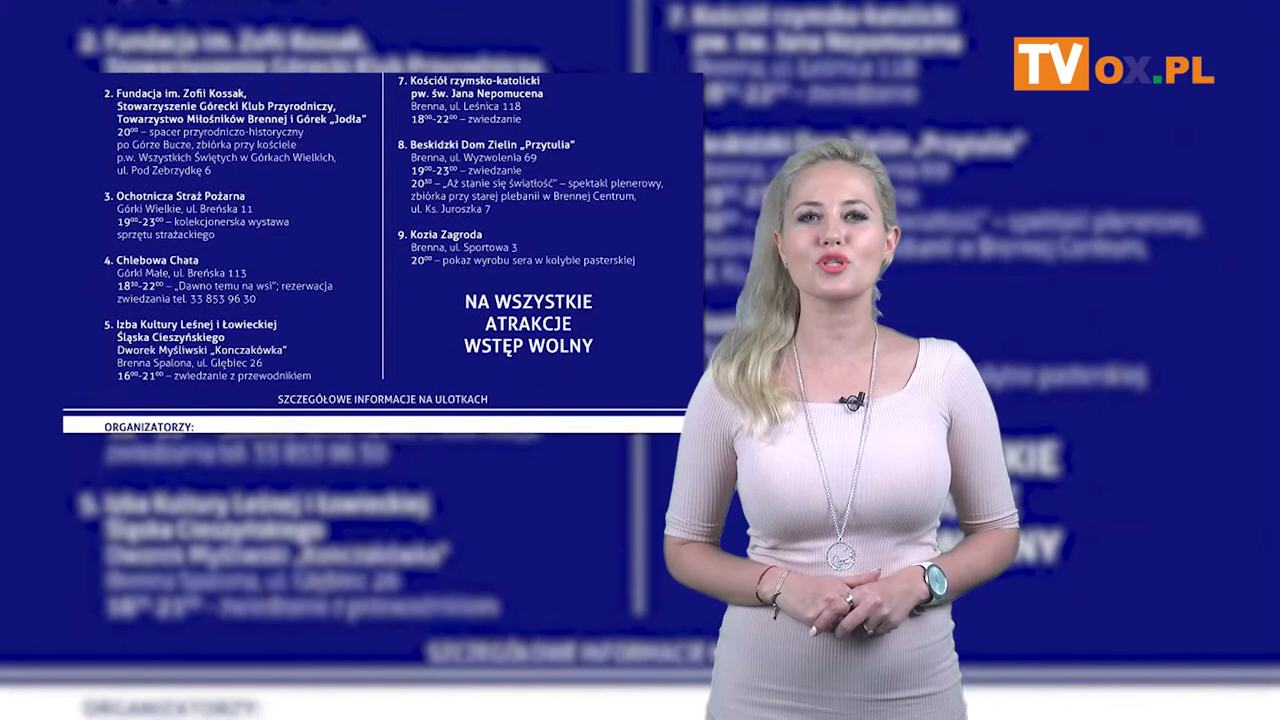 TVOX.PL
2. Fundacja im. Zofii Kossak,
Stowarzyszenie Górecki Klub Przyrodniczy,
Towarzystwo Miłośników Brennej i Górek „Jodła”
20⁰⁰ – spacer przyrodniczo-historyczny
po Górze Bucze, zbiórka przy kościele
p.w. Wszystkich Świętych w Górkach Wielkich,
ul. Pod Zebrzydkę 6
3. Ochotnicza Straż Pożarna
Górki Wielkie, ul. Breńska 11
19⁰⁰-23⁰⁰ – kolekcjonerska wystawa
sprzętu strażackiego
4. Chlebowa Chata
Górki Małe, ul. Breńska 113
18³⁰-22⁰⁰ – „Dawno temu na wsi”; rezerwacja
zwiedzania tel. 33 853 96 30
5. Izba Kultury Leśnej i Łowieckiej
Śląska Cieszyńskiego
Dworek Myśliwski „Konczakówka”
Brenna Spalona, ul. Głębiec 26
16⁰⁰-21⁰⁰ – zwiedzanie z przewodnikiem
7. Kościół rzymsko-katolicki
pw. św. Jana Nepomucena
Brenna, ul. Leśnica 118
18⁰⁰-22⁰⁰ – zwiedzanie
8. Beskidzki Dom Zielin „Przytulia”
Brenna, ul. Wyzwolenia 69
19⁰⁰-23⁰⁰ – zwiedzanie
20³⁰ – „Aż stanie się światłość” – spektakl plenerowy,
zbiórka przy starej plebanii w Brennej Centrum,
ul. Ks. Juroszka 7
9. Kozia Zagroda
Brenna, ul. Sportowa 3
20⁰⁰ – pokaz wyrobu sera w kolybie pasterskiej
NA WSZYSTKIE
ATRAKCJE
WSTĘP WOLNY
SZCZEGÓŁOWE INFORMACJE NA ULOTKACH
ORGANIZATORZY: